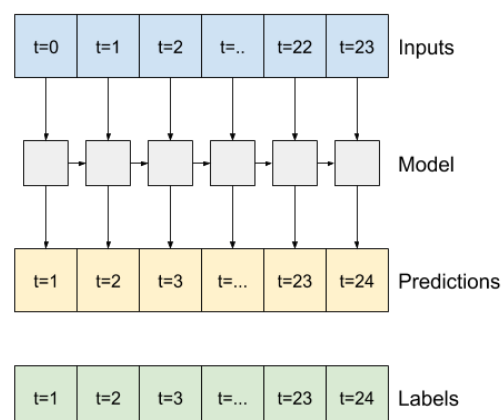 t=0 t=1 t=2 t=.. t=22 t=23 Inputs
Model
t=1 t=2 t=3 t=... t=23 t=24 Predictions
t=1 t=2 t=3 t=... t=23 t=24 Labels